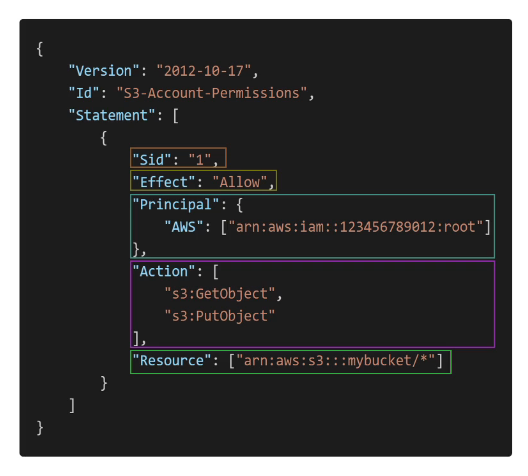 {
    "Version": "2012-10-17",
    "Id": "S3-Account-Permissions",
    "Statement": [
        {
            "Sid": "1",
            "Effect": "Allow",
            "Principal": {
                "AWS": ["arn:aws:iam::123456789012:root"]
            },
            "Action": [
                "s3:GetObject",
                "s3:PutObject"
            ],
            "Resource": ["arn:aws:s3:::mybucket/*"]
        }
    ]
}